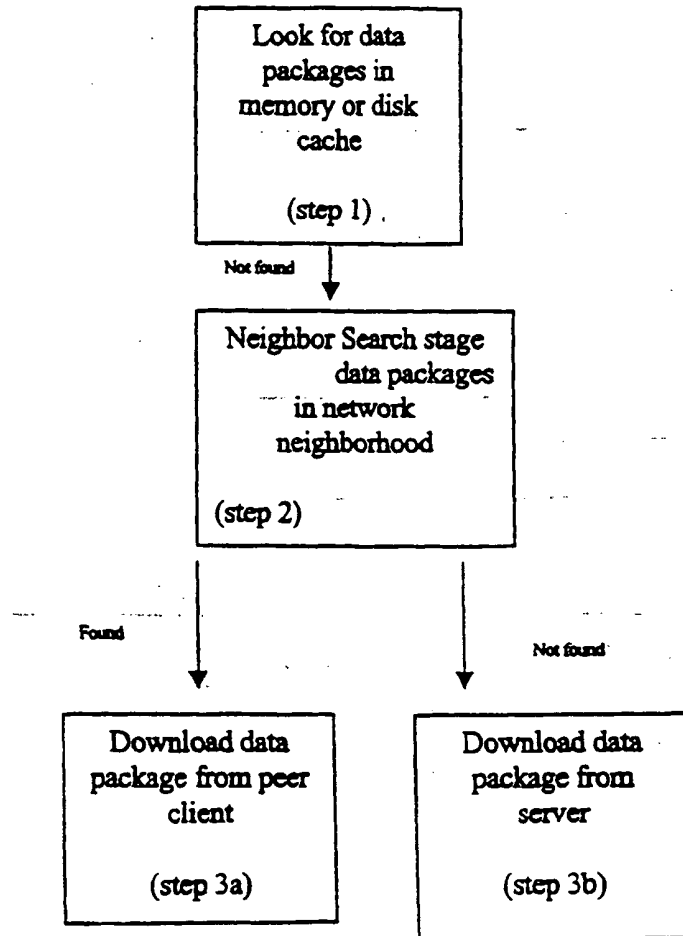 Look for data
packages in
memory or disk
cache
(step 1)
Not found
Neighbor Search stage
data packages
in network
neighborhood
(step 2)
Found
Not found
Download data
package from peer
client
(step 3a)
Download data
package from
server
(step 3b)